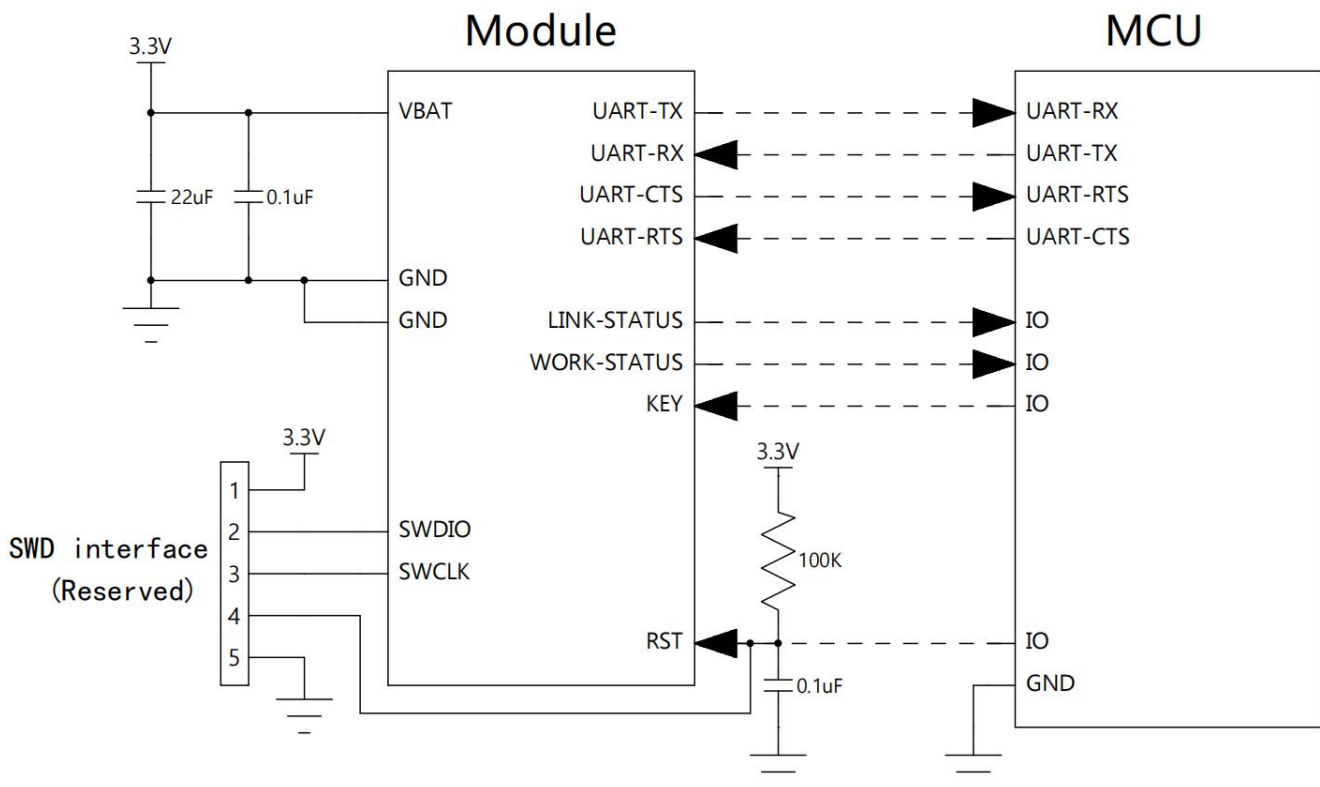 Module
MCU
3.3V
VBAT
UART-TX
UART-RX
UART-RX
UART-TX
22uF
0.1uF
UART-CTS
UART-RTS
UART-RTS
UART-CTS
GND
GND
LINK-STATUS
IO
WORK-STATUS
IO
KEY
IO
3.3V
3.3V
1
2
SWDIO
SWD interface
(Reserved)
3
SWCLK
100K
4
5
RST
IO
0.1uF
GND